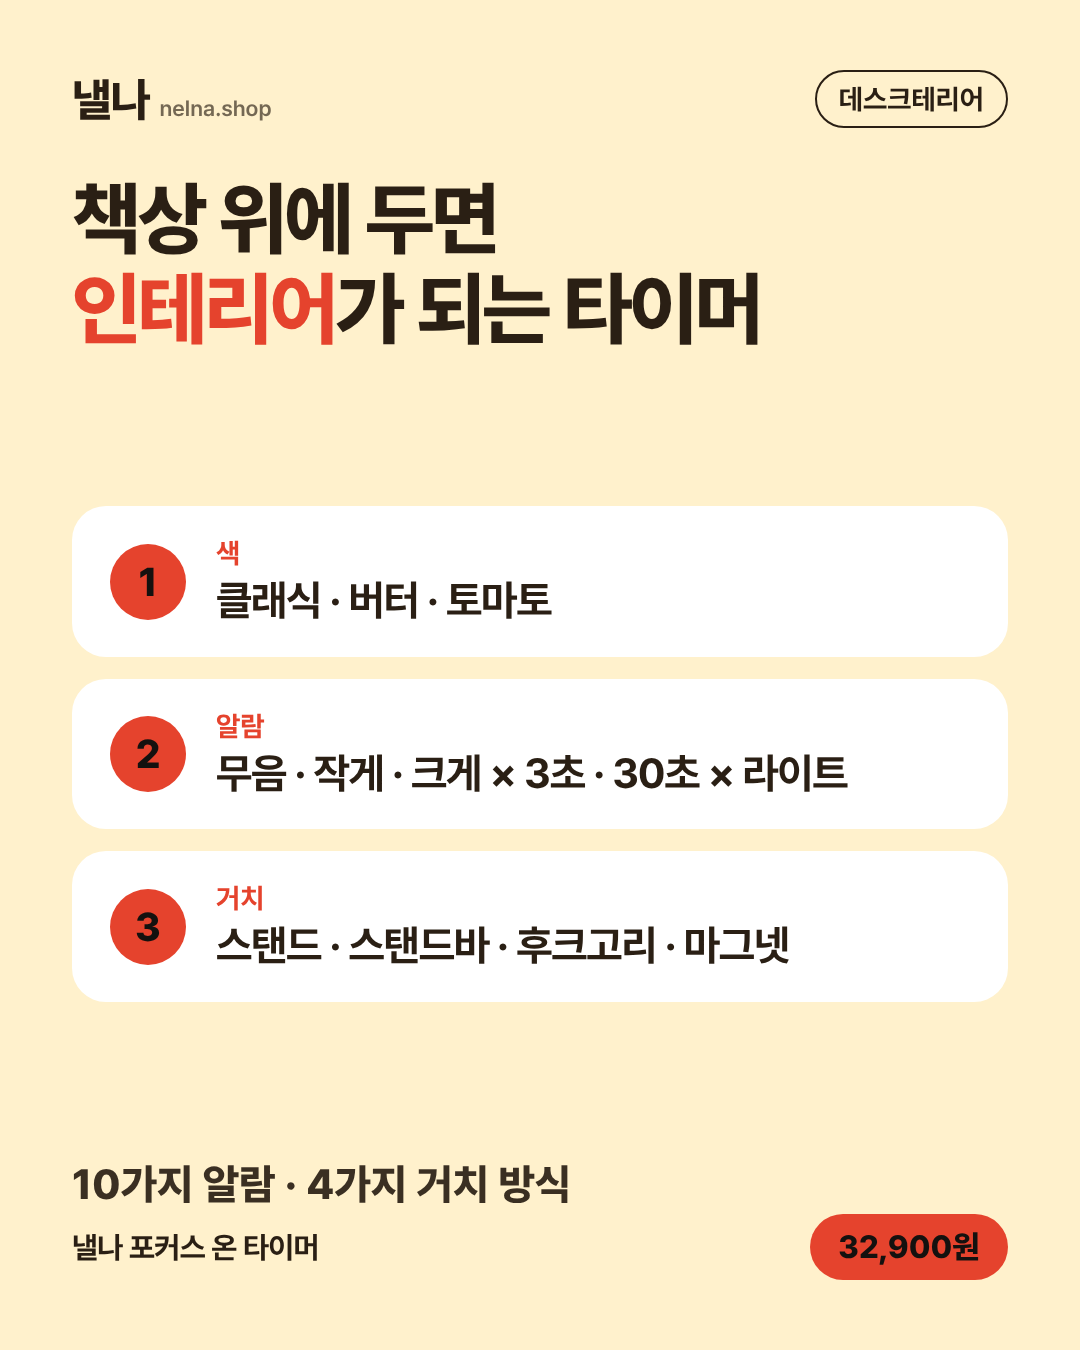 냴나 nelna.shop
데스크테리어
책상 위에 두면
인테리어가 되는 타이머
1
색
클래식 · 버터 · 토마토
2
알람
무음 · 작게 · 크게 × 3초 · 30초 × 라이트
3
거치
스탠드 · 스탠드바 · 후크고리 · 마그넷
10가지 알람 · 4가지 거치 방식
냴나 포커스 온 타이머
32,900원